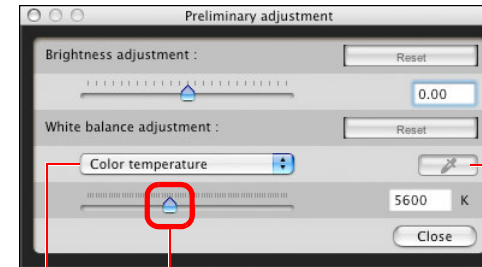 Preliminary adjustment
Brightness adjustment :
Reset
0.00
White balance adjustment :
Reset
Color temperature
5600 K
Close